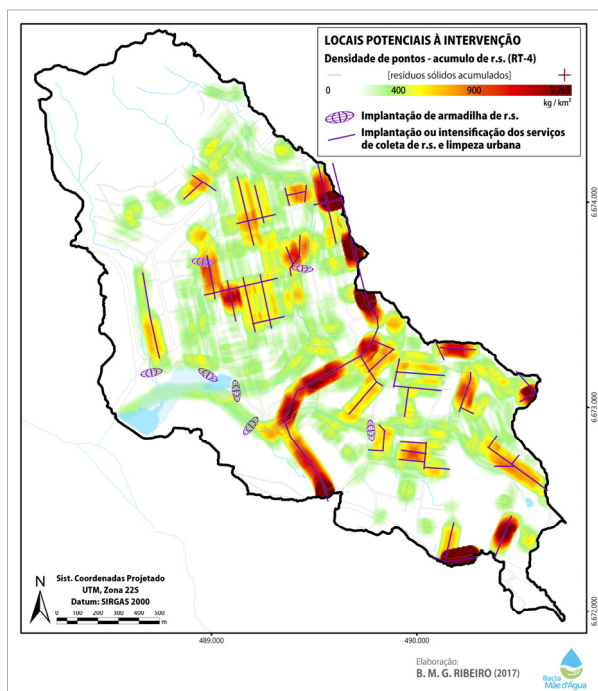 LOCAIS POTENCIAIS À INTERVENÇÃO
Densidade de pontos - acumulo de r.s. (RT-4)
[resíduos sólidos acumulados]
0 400 900 9.265
kg / km²
Implantação de armadilha de r.s.
Implantação ou intensificação dos serviços
de coleta de r.s. e limpeza urbana
6.674.000
6.673.000
6.672.000
Sist. Coordenadas Projetado
UTM, Zona 22S
Datum: SIRGAS 2000
N
0 100 200 300 400 500
m
489.000
490.000
Elaboração:
B. M. G. RIBEIRO (2017)
Bacia
Mãe d'Água